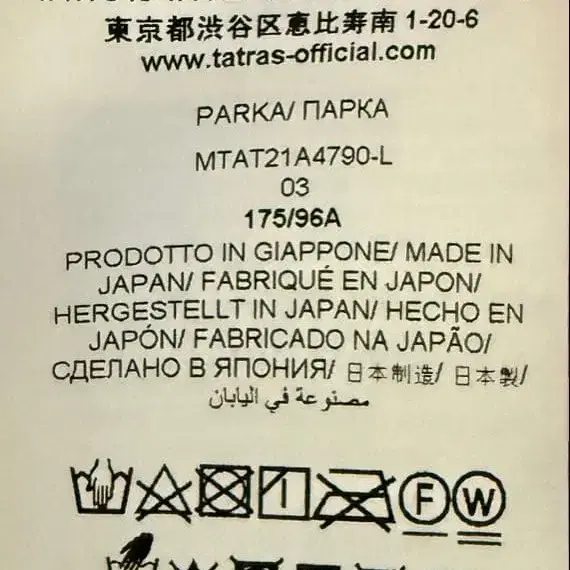 東京都渋谷区恵比寿南 1-20-6
www.tatras-official.com
PARKA/ ПАРКА
MTAT21A4790-L
03
175/96A
PRODOTTO IN GIAPPONE/ MADE IN
JAPAN/ FABRIQUÉ EN JAPON/
HERGESTELLT IN JAPAN/ HECHO EN
JAPÓN/ FABRICADO NA JAPÃO/
СДЕЛАНО В ЯПОНИЯ/ 日本制造/ 日本製/
مصنوعة في اليابان
F W